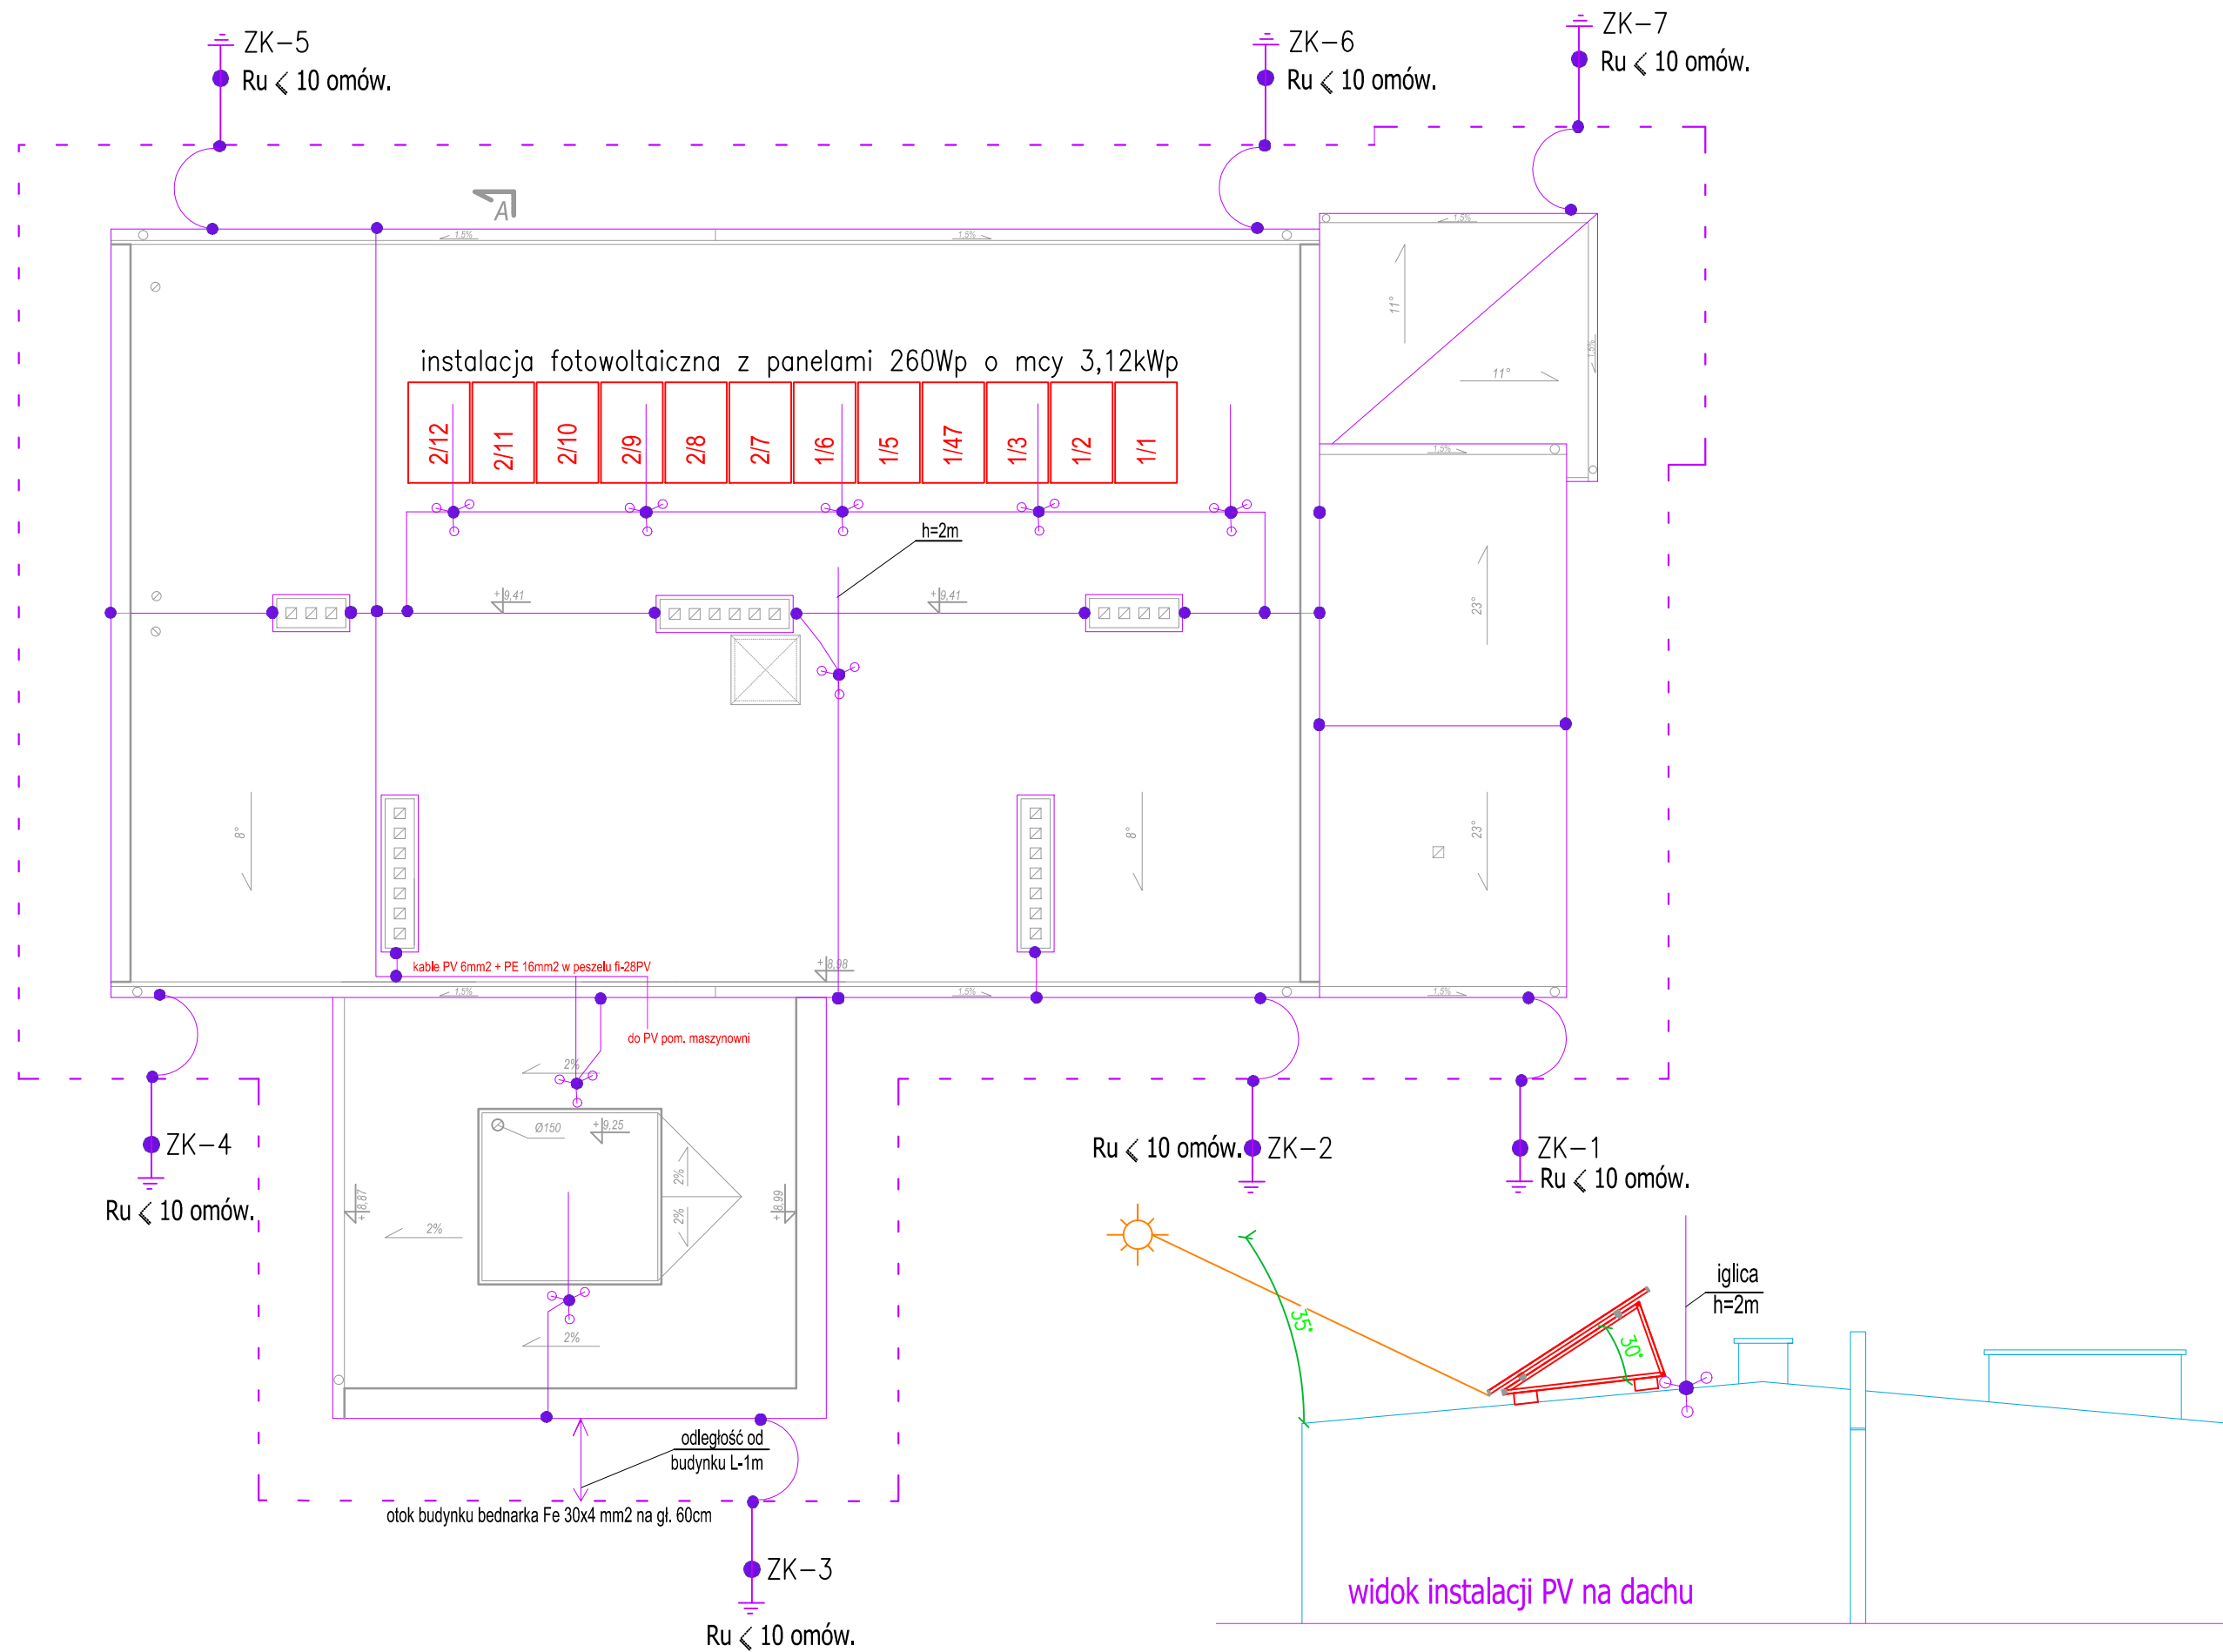 ZK-5
Ru < 10 omów.
ZK-6
Ru < 10 omów.
ZK-7
Ru < 10 omów.
A
1,5%
1,5%
1,5%
11°
11°
1,5%
instalacja fotowoltaiczna z panelami 260Wp o mcy 3,12kWp
2/12
2/11
2/10
2/9
2/8
2/7
1/6
1/5
1/47
1/3
1/2
1/1
1,5%
h=2m
+9,41
+9,41
23°
8°
8°
23°
kable PV 6mm2 + PE 16mm2 w peszelu fi-28PV
+8,98
1,5%
1,5%
1,5%
do PV pom. maszynowni
2%
Ø150
+9,25
2%
2%
+8,87
+8,99
2%
2%
ZK-4
Ru < 10 omów.
Ru < 10 omów.
ZK-2
ZK-1
Ru < 10 omów.
35°
30°
iglica
h=2m
odległość od
budynku L-1m
otok budynku bednarka Fe 30x4 mm2 na gł. 60cm
ZK-3
Ru < 10 omów.
widok instalacji PV na dachu